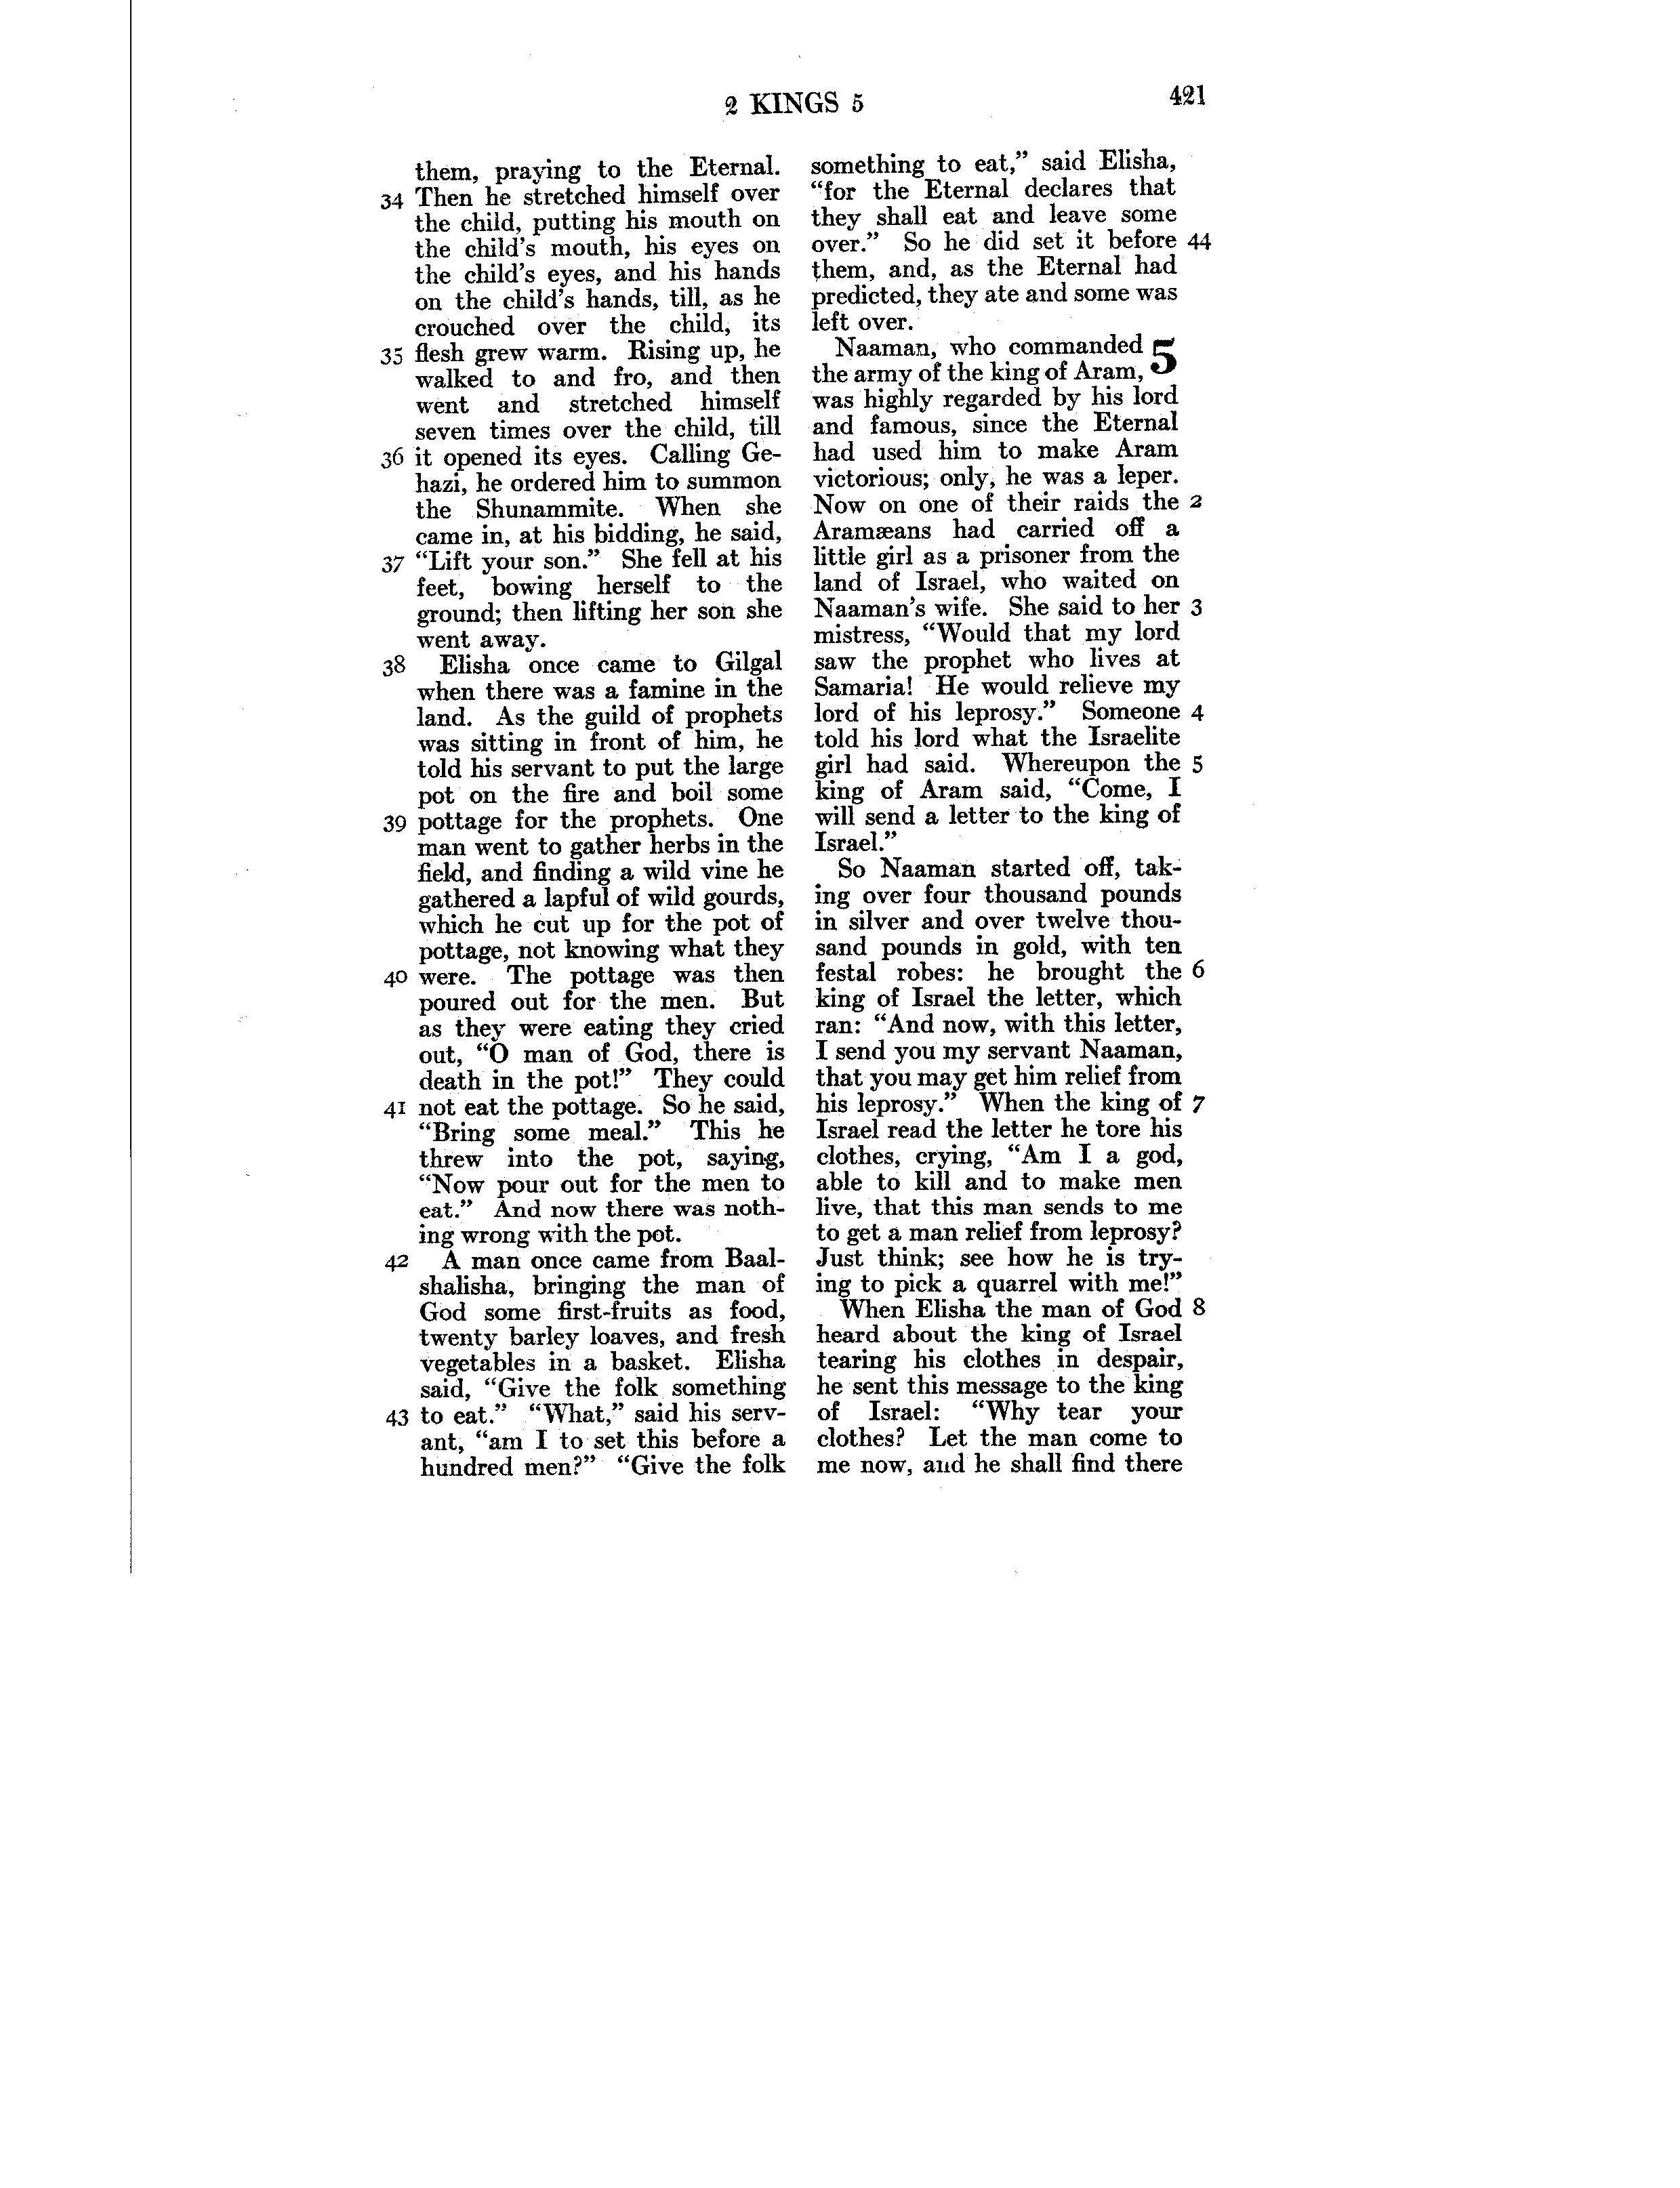 2 KINGS 5
421
them, praying to the Eternal.
34 Then he stretched himself over
the child, putting his mouth on
the child's mouth, his eyes on
the child's eyes, and his hands
on the child's hands, till, as he
crouched over the child, its
35 flesh grew warm. Rising up, he
walked to and fro, and then
went and stretched himself
seven times over the child, till
36 it opened its eyes. Calling Ge-
hazi, he ordered him to summon
the Shunammite. When she
came in, at his bidding, he said,
37 “Lift your son.” She fell at his
feet, bowing herself to the
ground; then lifting her son she
went away.
38 Elisha once came to Gilgal
when there was a famine in the
land. As the guild of prophets
was sitting in front of him, he
told his servant to put the large
pot on the fire and boil some
39 pottage for the prophets. One
man went to gather herbs in the
field, and finding a wild vine he
gathered a lapful of wild gourds,
which he cut up for the pot of
pottage, not knowing what they
40 were. The pottage was then
poured out for the men. But
as they were eating they cried
out, “O man of God, there is
death in the pot!” They could
41 not eat the pottage. So he said,
“Bring some meal.” This he
threw into the pot, saying,
“Now pour out for the men to
eat.” And now there was noth-
ing wrong with the pot.
42 A man once came from Baal-
shalisha, bringing the man of
God some first-fruits as food,
twenty barley loaves, and fresh
vegetables in a basket. Elisha
said, “Give the folk something
43 to eat.” “What,” said his serv-
ant, “am I to set this before a
hundred men?” “Give the folk
something to eat,” said Elisha,
“for the Eternal declares that
they shall eat and leave some
over.” So he did set it before 44
them, and, as the Eternal had
predicted, they ate and some was
left over.
Naaman, who commanded 5
the army of the king of Aram,
was highly regarded by his lord
and famous, since the Eternal
had used him to make Aram
victorious; only, he was a leper.
Now on one of their raids the 2
Aramæans had carried off a
little girl as a prisoner from the
land of Israel, who waited on
Naaman's wife. She said to her 3
mistress, “Would that my lord
saw the prophet who lives at
Samaria! He would relieve my
lord of his leprosy.” Someone 4
told his lord what the Israelite
girl had said. Whereupon the 5
king of Aram said, “Come, I
will send a letter to the king of
Israel.”
So Naaman started off, tak-
ing over four thousand pounds
in silver and over twelve thou-
sand pounds in gold, with ten
festal robes: he brought the 6
king of Israel the letter, which
ran: “And now, with this letter,
I send you my servant Naaman,
that you may get him relief from
his leprosy.” When the king of 7
Israel read the letter he tore his
clothes, crying, “Am I a god,
able to kill and to make men
live, that this man sends to me
to get a man relief from leprosy?
Just think; see how he is try-
ing to pick a quarrel with me!”
When Elisha the man of God 8
heard about the king of Israel
tearing his clothes in despair,
he sent this message to the king
of Israel: “Why tear your
clothes? Let the man come to
me now, and he shall find there